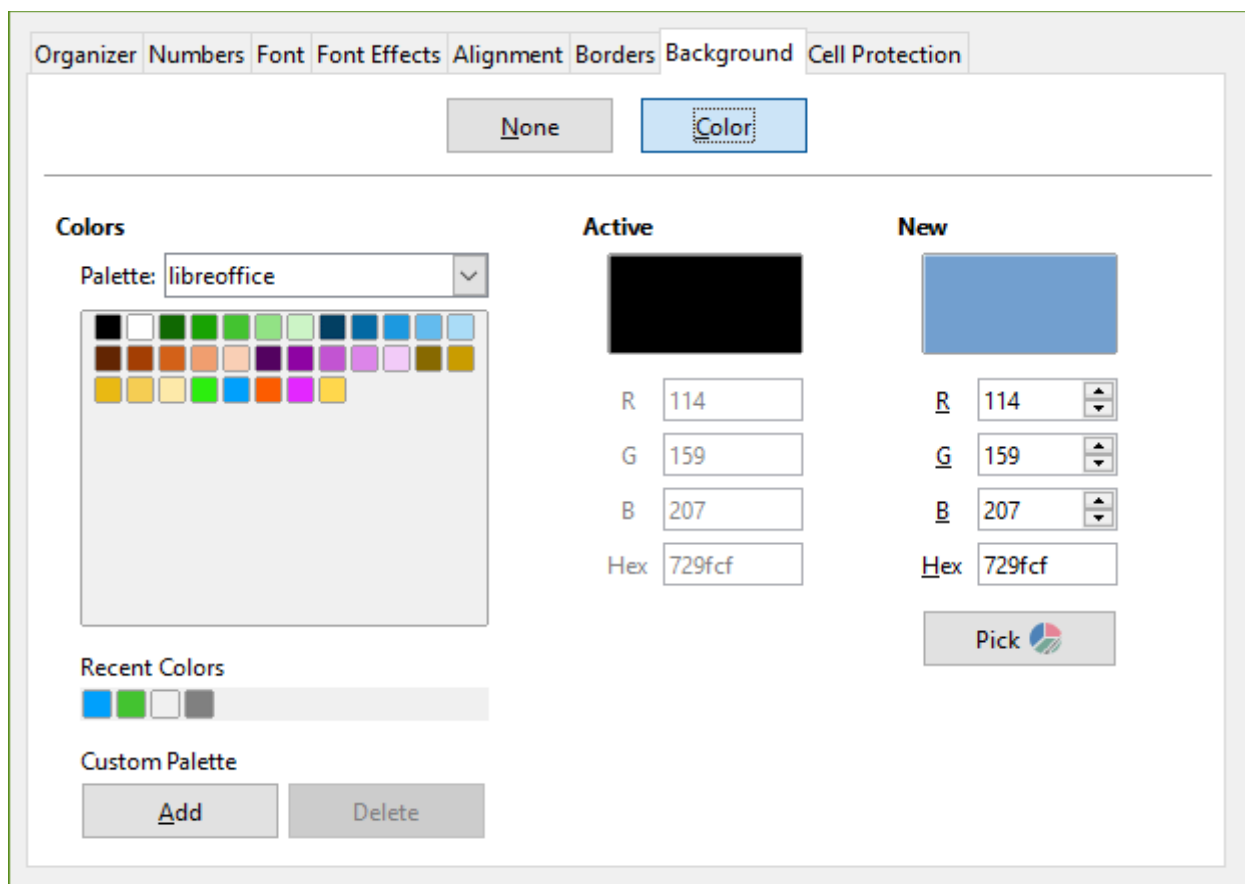 Organizer Numbers Font Font Effects Alignment Borders Background Cell Protection
None Color
Colors Active New
Palette: libreoffice
R 114 R 114
G 159 G 159
B 207 B 207
Hex 729fcf Hex 729fcf
Pick
Recent Colors
Custom Palette
Add Delete